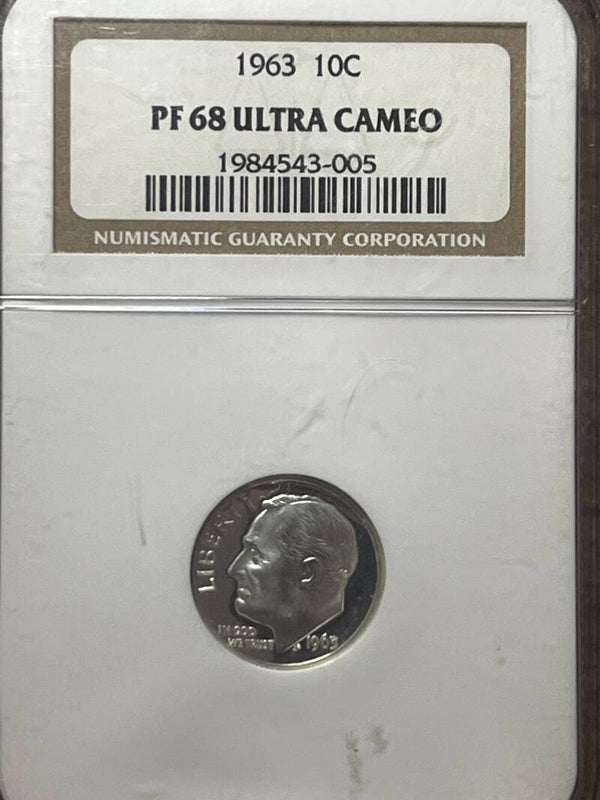 1963 10C
PF 68 ULTRA CAMEO
1984543-005
NUMISMATIC GUARANTY CORPORATION
LIBERTY
IN GOD
WE TRUST
1963